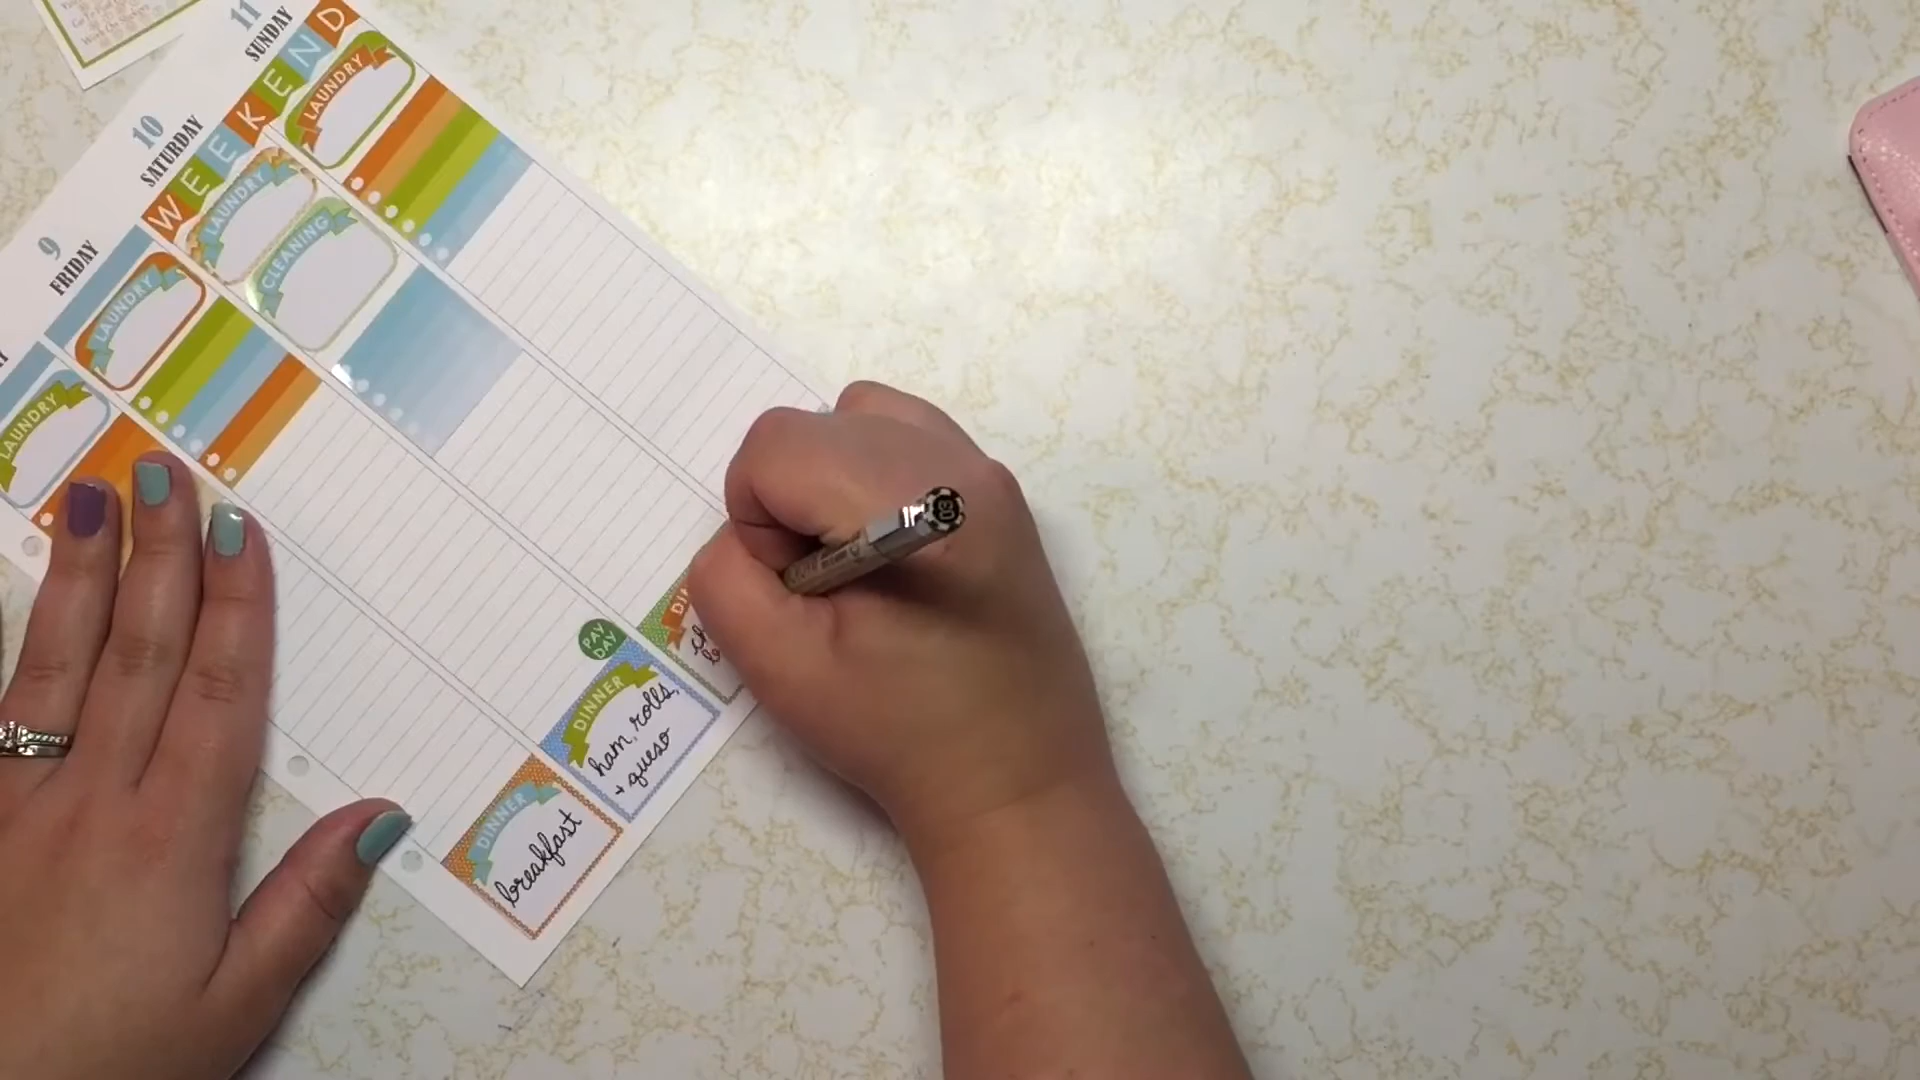 11
SUNDAY
10
SATURDAY
9
FRIDAY
WEEKEND
LAUNDRY
LAUNDRY
CLEANING
LAUNDRY
LAUNDRY
03
PAY
DAY
DINNER
ham, rolls,
+ queso
DINNER
breakfast